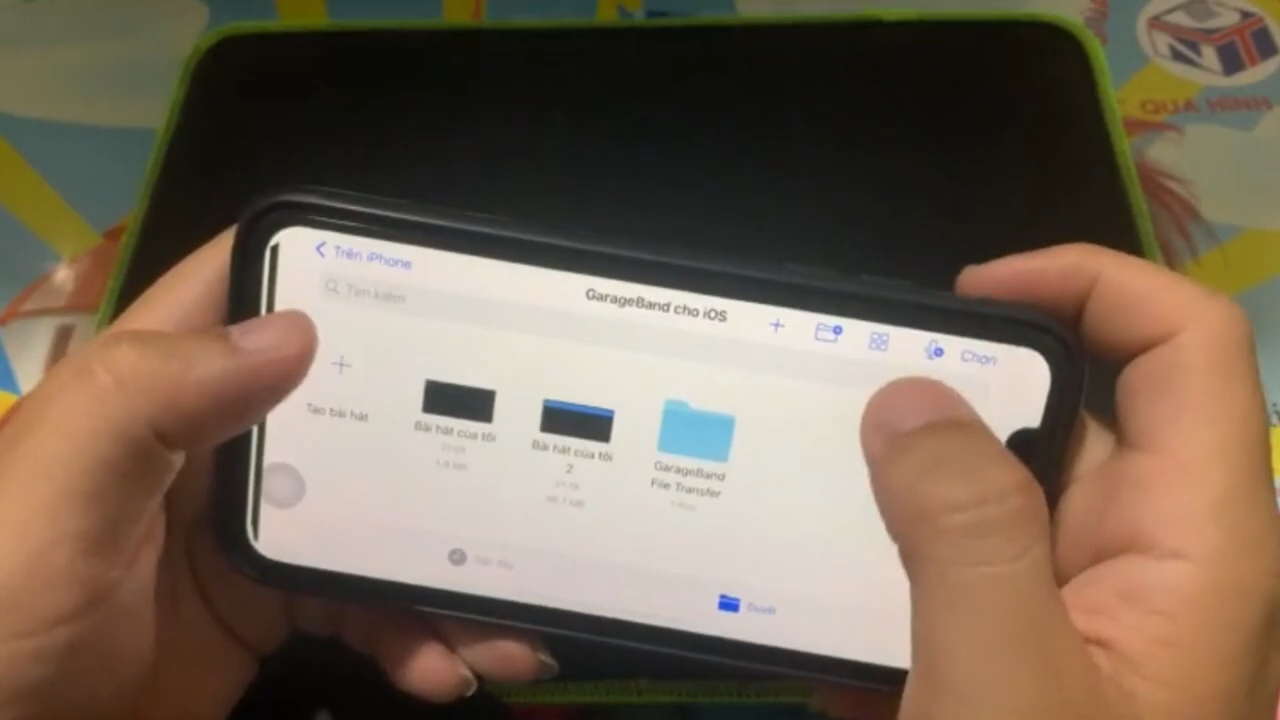 QUA HÌNH
Trên iPhone
GarageBand cho iOS
Tìm kiếm
Chọn
Tạo bài hát
Bài hát của tôi
Bài hát của tôi
2
GarageBand
File Transfer
Duyệt